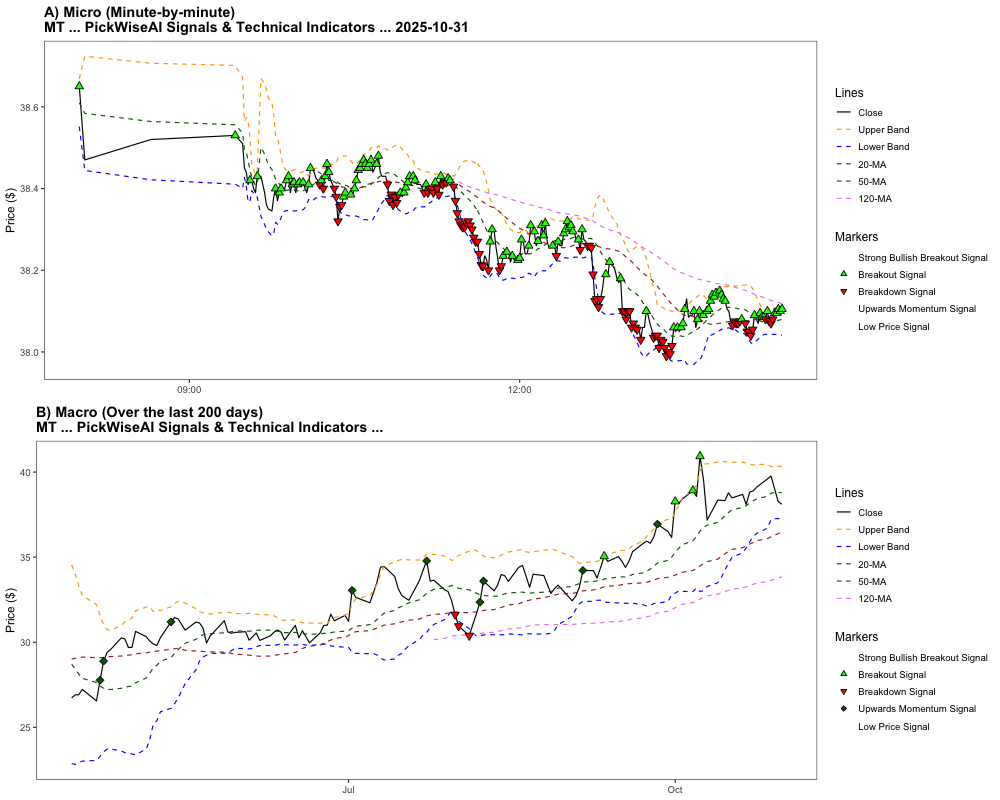 A) Micro (Minute-by-minute)
MT ... PickWiseAI Signals & Technical Indicators ... 2025-10-31
Price ($)
38.6
38.4
38.2
38.0
09:00
12:00
Lines
Close
Upper Band
Lower Band
20-MA
50-MA
120-MA
Markers
Strong Bullish Breakout Signal
Breakout Signal
Breakdown Signal
Upwards Momentum Signal
Low Price Signal
B) Macro (Over the last 200 days)
MT ... PickWiseAI Signals & Technical Indicators ...
Price ($)
40
35
30
25
Jul
Oct
Lines
Close
Upper Band
Lower Band
20-MA
50-MA
120-MA
Markers
Strong Bullish Breakout Signal
Breakout Signal
Breakdown Signal
Upwards Momentum Signal
Low Price Signal